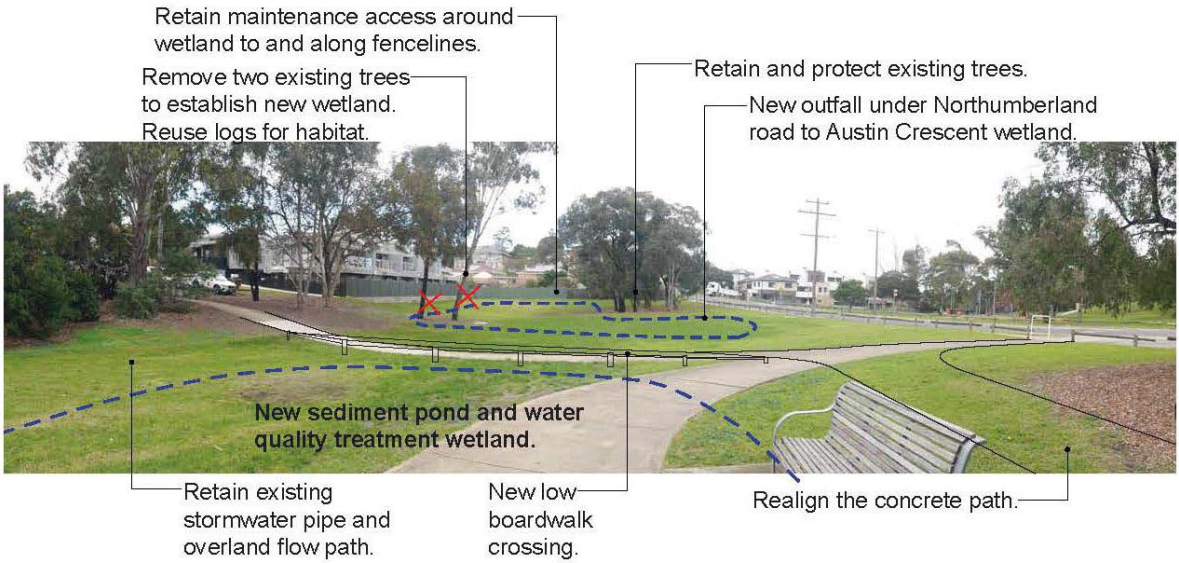 Retain maintenance access around
wetland to and along fencelines.
Remove two existing trees
to establish new wetland.
Reuse logs for habitat.
Retain and protect existing trees.
New outfall under Northumberland
road to Austin Crescent wetland.
New sediment pond and water
quality treatment wetland.
Retain existing
stormwater pipe and
overland flow path.
New low
boardwalk
crossing.
Realign the concrete path.